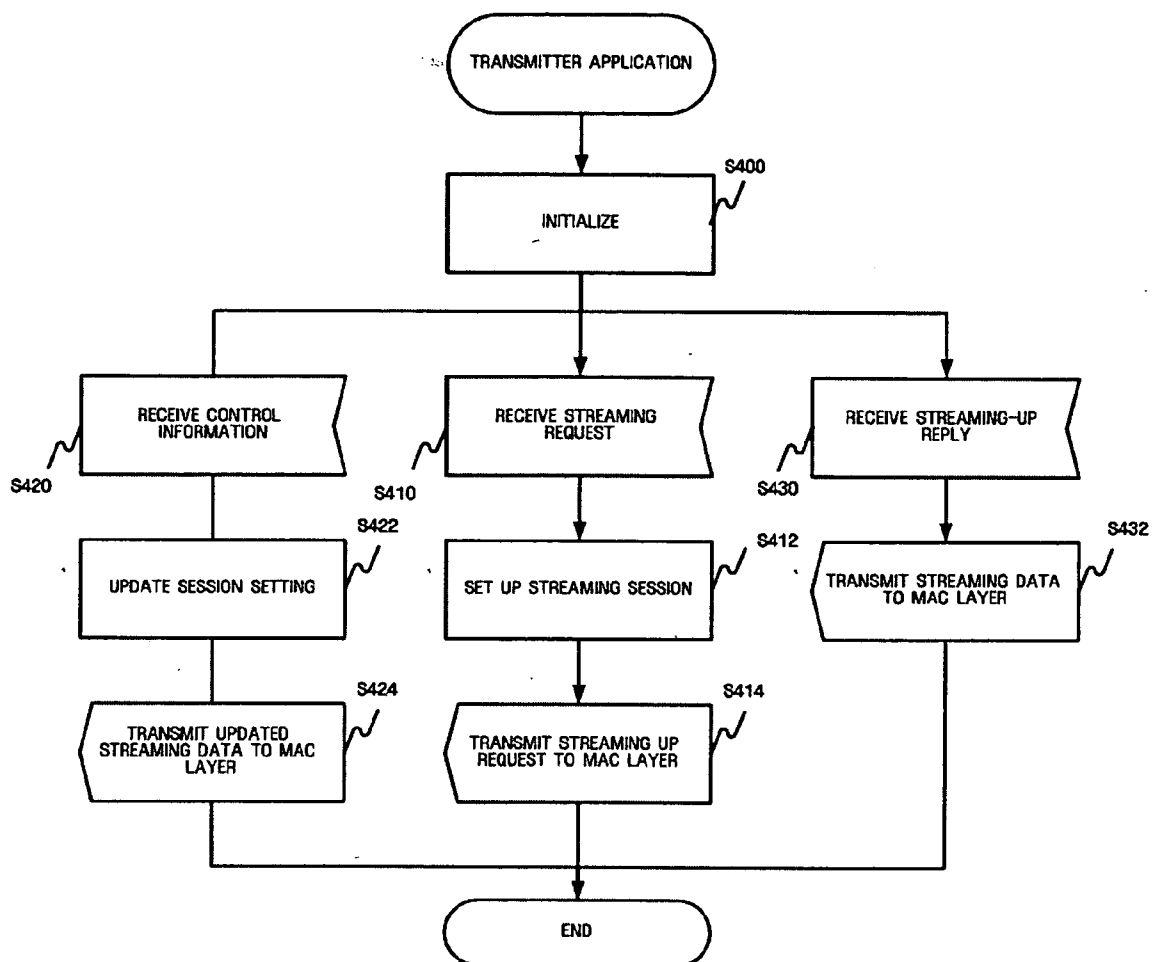 TRANSMITTER APPLICATION
S400
INITIALIZE
RECEIVE CONTROL
INFORMATION
S420
RECEIVE STREAMING
REQUEST
S410
RECEIVE STREAMING-UP
REPLY
S430
S422
UPDATE SESSION SETTING
S412
SET UP STREAMING SESSION
S432
TRANSMIT STREAMING DATA
TO MAC LAYER
S424
TRANSMIT UPDATED
STREAMING DATA TO MAC
LAYER
S414
TRANSMIT STREAMING UP
REQUEST TO MAC LAYER
END